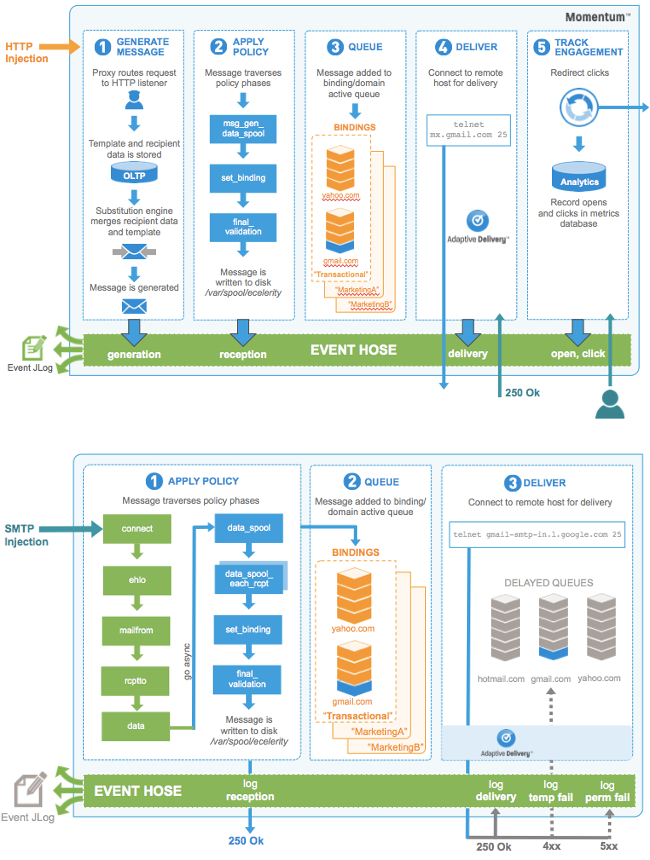 Momentum™
HTTP
Injection
1 GENERATE
MESSAGE
Proxy routes request
to HTTP listener
Template and recipient
data is stored
OLTP
Substitution engine
merges recipient data
and template
Message is generated
2 APPLY
POLICY
Message traverses
policy phases
msg_gen_
data_spool
set_binding
final_
validation
Message is
written to disk
/var/spool/ecelerity
3 QUEUE
Message added to
binding/domain
active queue
BINDINGS
yahoo.com
gmail.com
"Transactional"
"MarketingA"
"MarketingB"
4 DELIVER
Connect to remote
host for delivery
telnet
mx.gmail.com 25
Adaptive Delivery™
5 TRACK
ENGAGEMENT
Redirect clicks
Analytics
Record opens
and clicks in metrics
database
Event JLog
generation
reception
EVENT HOSE
delivery
open, click
250 Ok
SMTP
Injection
1 APPLY POLICY
Message traverses policy phases
connect
ehlo
mailfrom
rcptto
data
go async
data_spool
data_spool_
each_rcpt
set_binding
final_
validation
Message is
written to disk
/var/spool/ecelerity
2 QUEUE
Message added to binding/
domain active queue
BINDINGS
yahoo.com
gmail.com
"Transactional"
"MarketingA"
"MarketingB"
3 DELIVER
Connect to remote host for delivery
telnet gmail-smtp-in.l.google.com 25
DELAYED QUEUES
hotmail.com gmail.com yahoo.com
Adaptive Delivery™
Event JLog
EVENT HOSE
log
reception
log
delivery
log
temp fail
log
perm fail
250 Ok
250 Ok
4xx
5xx